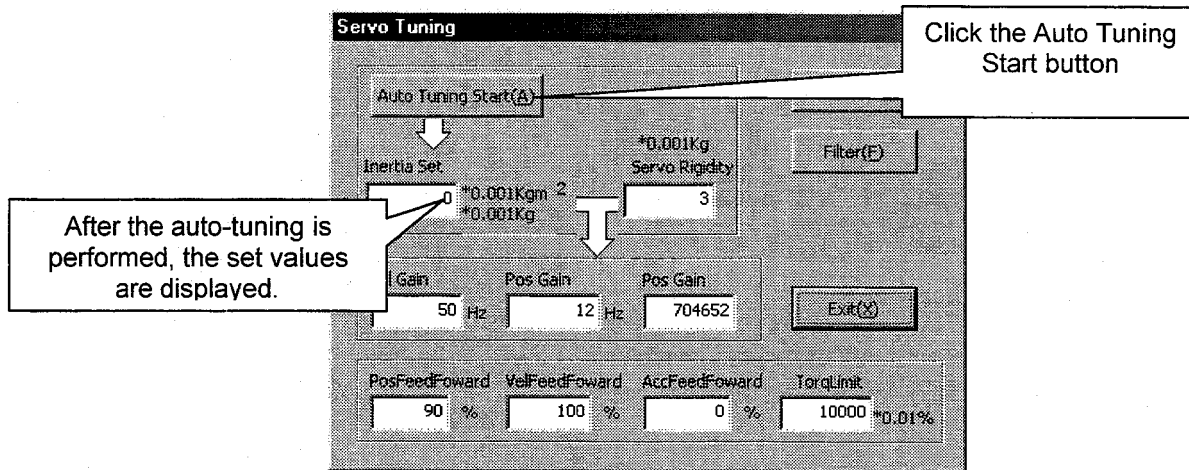 Servo Tuning
Click the Auto Tuning
Start button
Auto Tuning Start(A)
*0.001Kg
Filter(F)
Inertia Set
Servo Rigidity
0
*0.001Kgm 2
*0.001Kg
3
After the auto-tuning is
performed, the set values
are displayed.
Gain
Pos Gain
Pos Gain
50 Hz
12 Hz
704652
Exit(X)
PosFeedFoward
VelFeedFoward
AccFeedFoward
TorqLimit
90 %
100 %
0 %
10000 *0.01%